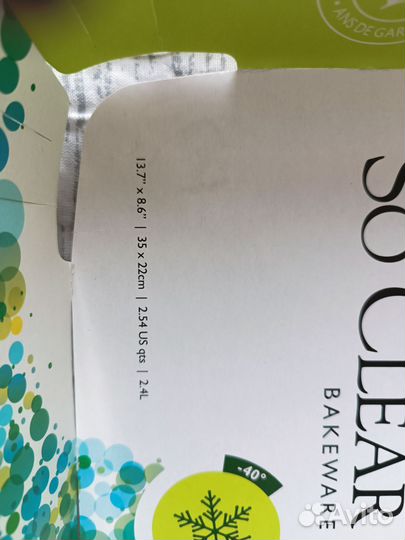 ANS DE GAR
13.7" x 8.6" | 35 x 22cm | 2.54 US qts | 2.4L
SO CLEAR
BAKEWARE
-40°
Avito